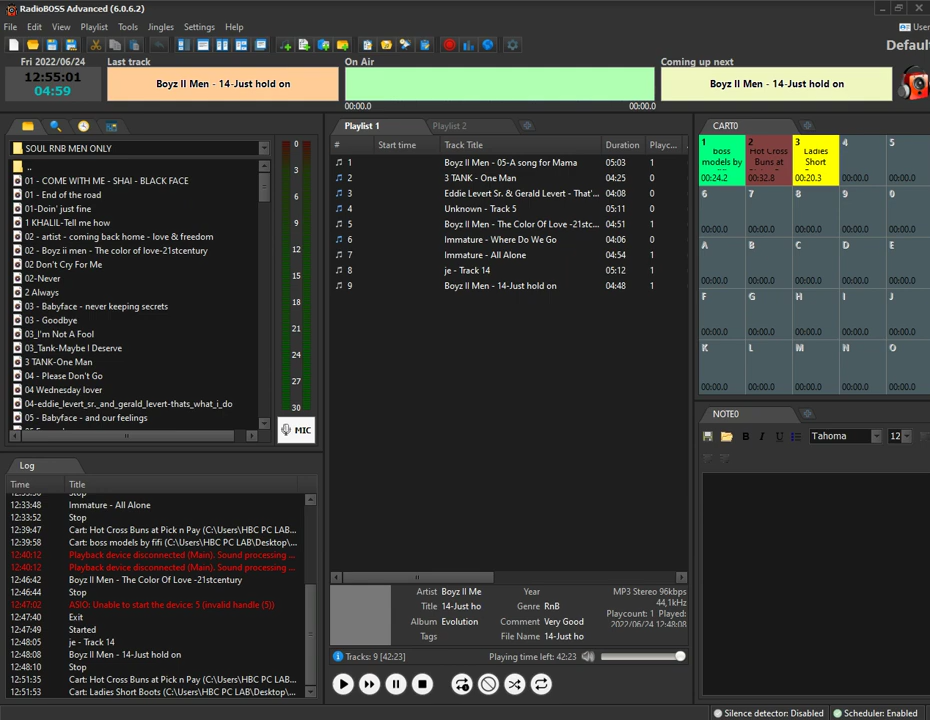 RadioBOSS Advanced (6.0.6.2)
File Edit View Playlist Tools Jingles Settings Help
User
Fri 2022/06/24
12:55:01
04:59
Last track
Boyz II Men - 14-Just hold on
On Air
00:00.0 00:00.0
Coming up next
Boyz II Men - 14-Just hold on
Defaul
SOUL RNB MEN ONLY
..
01 - COME WITH ME - SHAI - BLACK FACE
01 - End of the road
01-Doin' just fine
1 KHALIL-Tell me how
02 - artist - coming back home - love & freedom
02 - Boyz ii men - The color of love-21stcentury
02 Don't Cry For Me
02-Never
2 Always
03 - Babyface - never keeping secrets
03 - Goodbye
03_I'm Not A Fool
03_Tank-Maybe I Deserve
3 TANK-One Man
04 - Please Don't Go
04 Wednesday lover
04-eddie_levert_sr._and_gerald_levert-thats_what_i_do
05 - Babyface - and our feelings
0
3
6
9
12
15
18
21
24
27
30
MIC
Playlist 1 Playlist 2
# Start time Track Title Duration Playc...
1 Boyz II Men - 05-A song for Mama 05:03 1
2 3 TANK - One Man 04:25 0
3 Eddie Levert Sr. & Gerald Levert - That'... 04:08 0
4 Unknown - Track 5 05:11 0
5 Boyz II Men - The Color Of Love -21stc... 04:51 1
6 Immature - Where Do We Go 04:06 0
7 Immature - All Alone 04:54 1
8 je - Track 14 05:12 1
9 Boyz II Men - 14-Just hold on 04:48 1
CART0
1 boss models by 00:24.2
2 Hot Cross Buns at 00:32.8
3 Ladies Short 00:20.3
4 00:00.0
5 00:00.0
6 00:00.0
7 00:00.0
8 00:00.0
9 00:00.0
0 00:00.0
A 00:00.0
B 00:00.0
C 00:00.0
D 00:00.0
E 00:00.0
F 00:00.0
G 00:00.0
H 00:00.0
I 00:00.0
J 00:00.0
K 00:00.0
L 00:00.0
M 00:00.0
N 00:00.0
O 00:00.0
NOTE0
B I U Tahoma 12
Log
Time Title
Stop
12:33:48 Immature - All Alone
12:33:52 Stop
12:39:47 Cart: Hot Cross Buns at Pick n Pay (C:\Users\HBC PC LAB...
12:39:58 Cart: boss models by fifi (C:\Users\HBC PC LAB\Desktop\...
12:40:12 Playback device disconnected (Main). Sound processing ...
12:40:12 Playback device disconnected (Main). Sound processing ...
12:46:42 Boyz II Men - The Color Of Love -21stcentury
12:46:44 Stop
12:47:02 ASIO: Unable to start the device: 5 (invalid handle (5))
12:47:40 Exit
12:47:49 Started
12:48:05 je - Track 14
12:48:08 Boyz II Men - 14-Just hold on
12:48:10 Stop
12:51:35 Cart: Hot Cross Buns at Pick n Pay (C:\Users\HBC PC LAB...
12:51:53 Cart: Ladies Short Boots (C:\Users\HBC PC LAB\Desktop\...
Artist Boyz II Me Year MP3 Stereo 96kbps
Title 14-Just ho Genre RnB 44,1kHz
Album Evolution Comment Very Good Playcount: 1 Played:
Tags File Name 14-Just ho 2022/06/24 12:48:08
Tracks: 9 [42:23] Playing time left: 42:23
Silence detector: Disabled Scheduler: Enabled